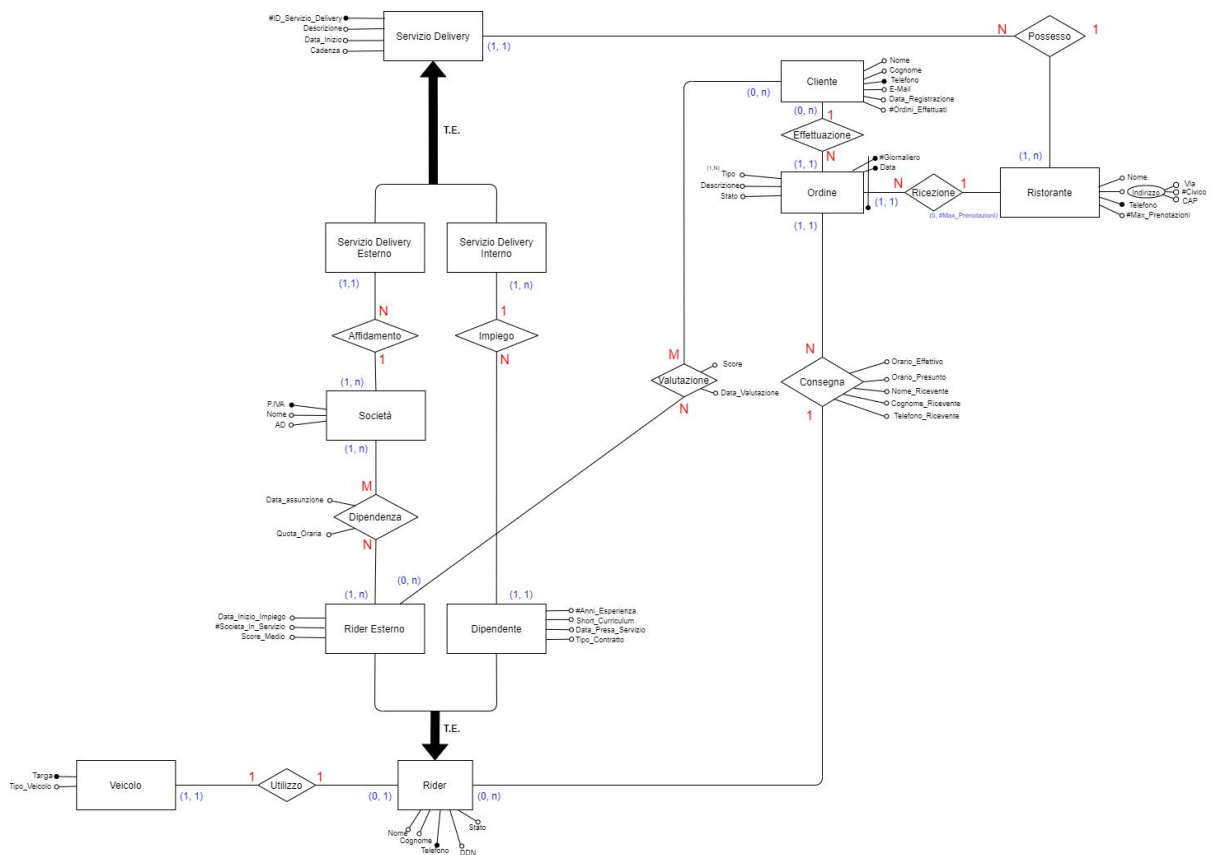 #ID_Servizio_Delivery
Descrizione
Data_Inizio
Cadenza
Servizio Delivery
(1, 1)
N
Possesso
1
T.E.
Cliente
Nome
Cognome
Telefono
E-Mail
Data_Registrazione
#Ordini_Effettuati
(0, n)
(0, n)
1
Effettuazione
N
(1, 1)
(1,N)
Tipo
Descrizione
Stato
Ordine
#Giornaliero
Data
(1, 1)
(1, 1)
N
Ricezione
1
(0, #Max_Prenotazioni)
(1, n)
Ristorante
Nome
Indirizzo
Via
#Civico
CAP
Telefono
#Max_Prenotazioni
Servizio Delivery
Esterno
(1,1)
Servizio Delivery
Interno
(1, n)
N
Affidamento
1
1
Impiego
N
(1, n)
P.IVA
Nome
AD
Società
(1, n)
M
Valutazione
N
Score
Data_Valutazione
N
Consegna
1
Orario_Effettivo
Orario_Presunto
Nome_Ricevente
Cognome_Ricevente
Telefono_Ricevente
M
Data_assunzione
Dipendenza
Quota_Oraria
N
(1, n)
(0, n)
(1, 1)
Data_Inizio_Impiego
#Societa_In_Servizio
Score_Medio
Rider Esterno
Dipendente
#Anni_Esperienza
Short_Curriculum
Data_Presa_Servizio
Tipo_Contratto
T.E.
Targa
Tipo_Veicolo
Veicolo
(1, 1)
1
Utilizzo
1
(0, 1)
Rider
(0, n)
Nome
Cognome
Telefono
DDN
Stato